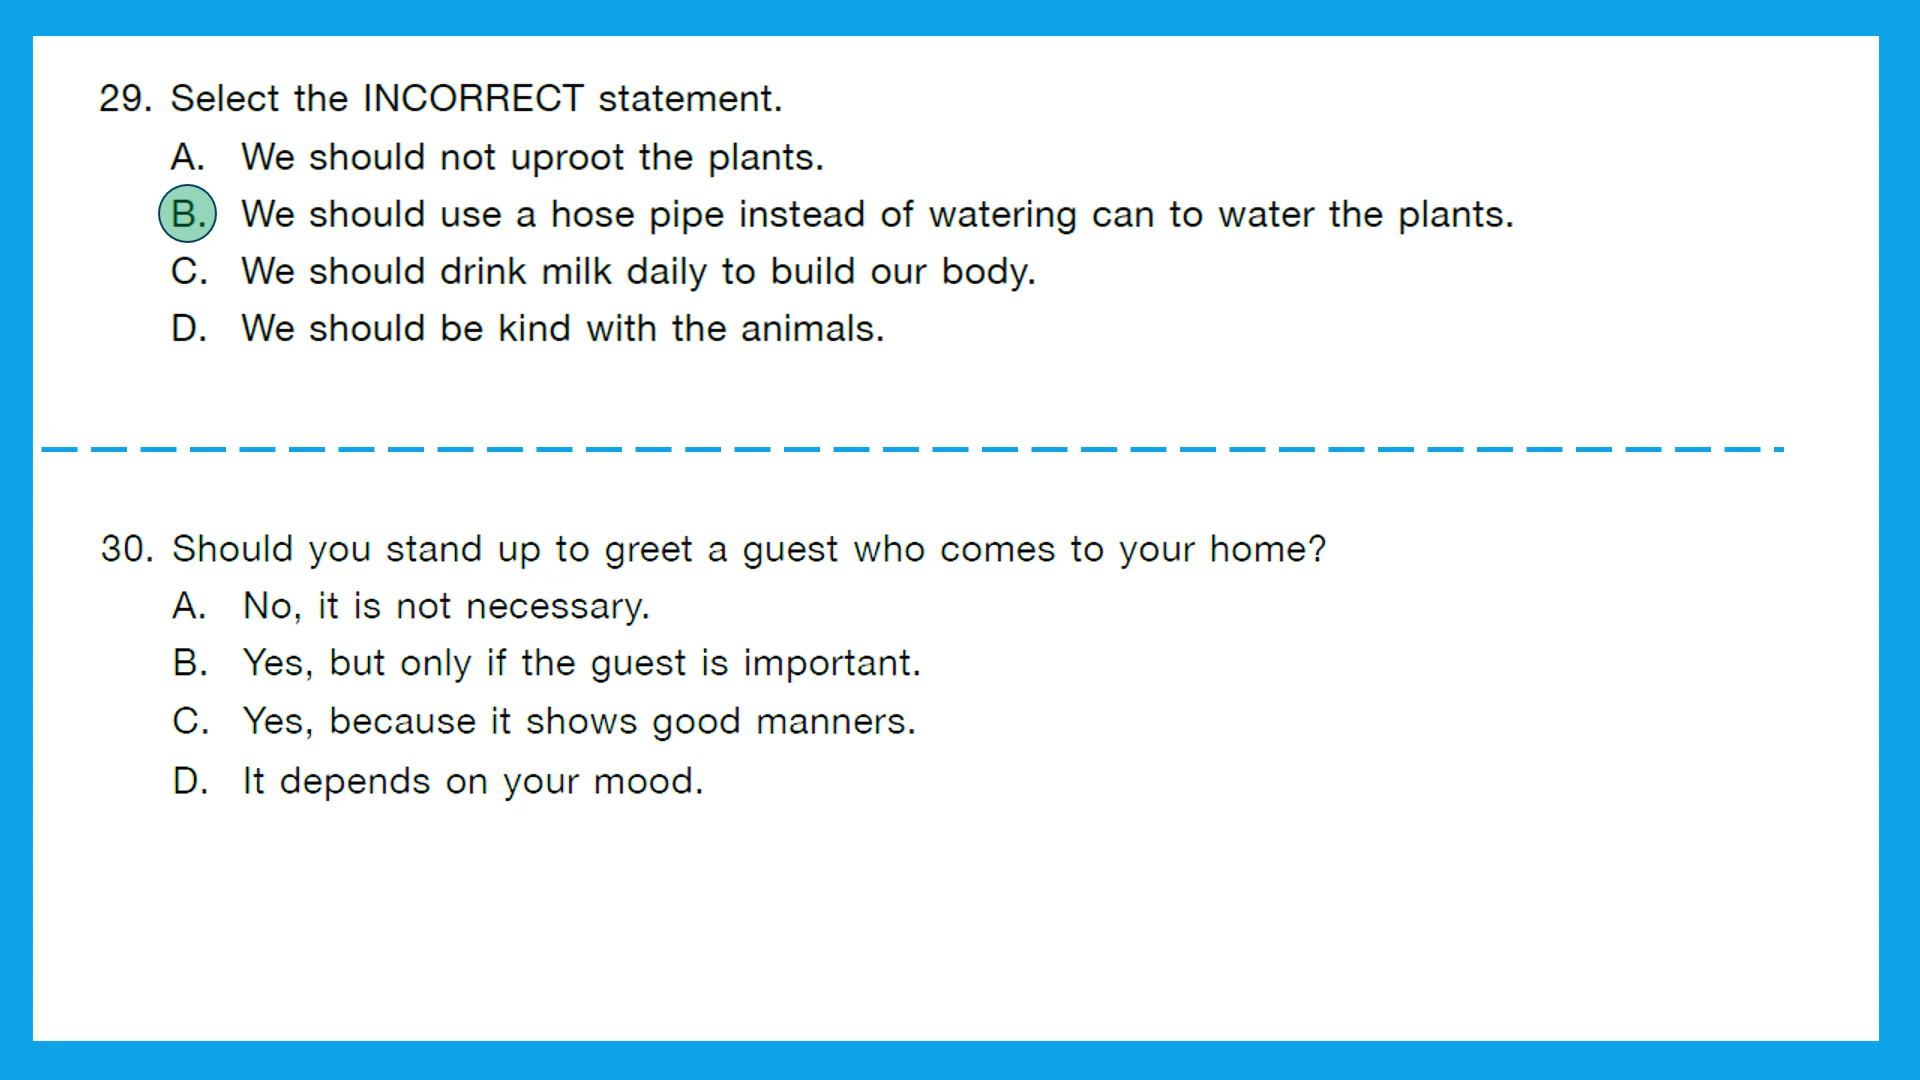 29. Select the INCORRECT statement.
A. We should not uproot the plants.
B. We should use a hose pipe instead of watering can to water the plants.
C. We should drink milk daily to build our body.
D. We should be kind with the animals.
30. Should you stand up to greet a guest who comes to your home?
A. No, it is not necessary.
B. Yes, but only if the guest is important.
C. Yes, because it shows good manners.
D. It depends on your mood.